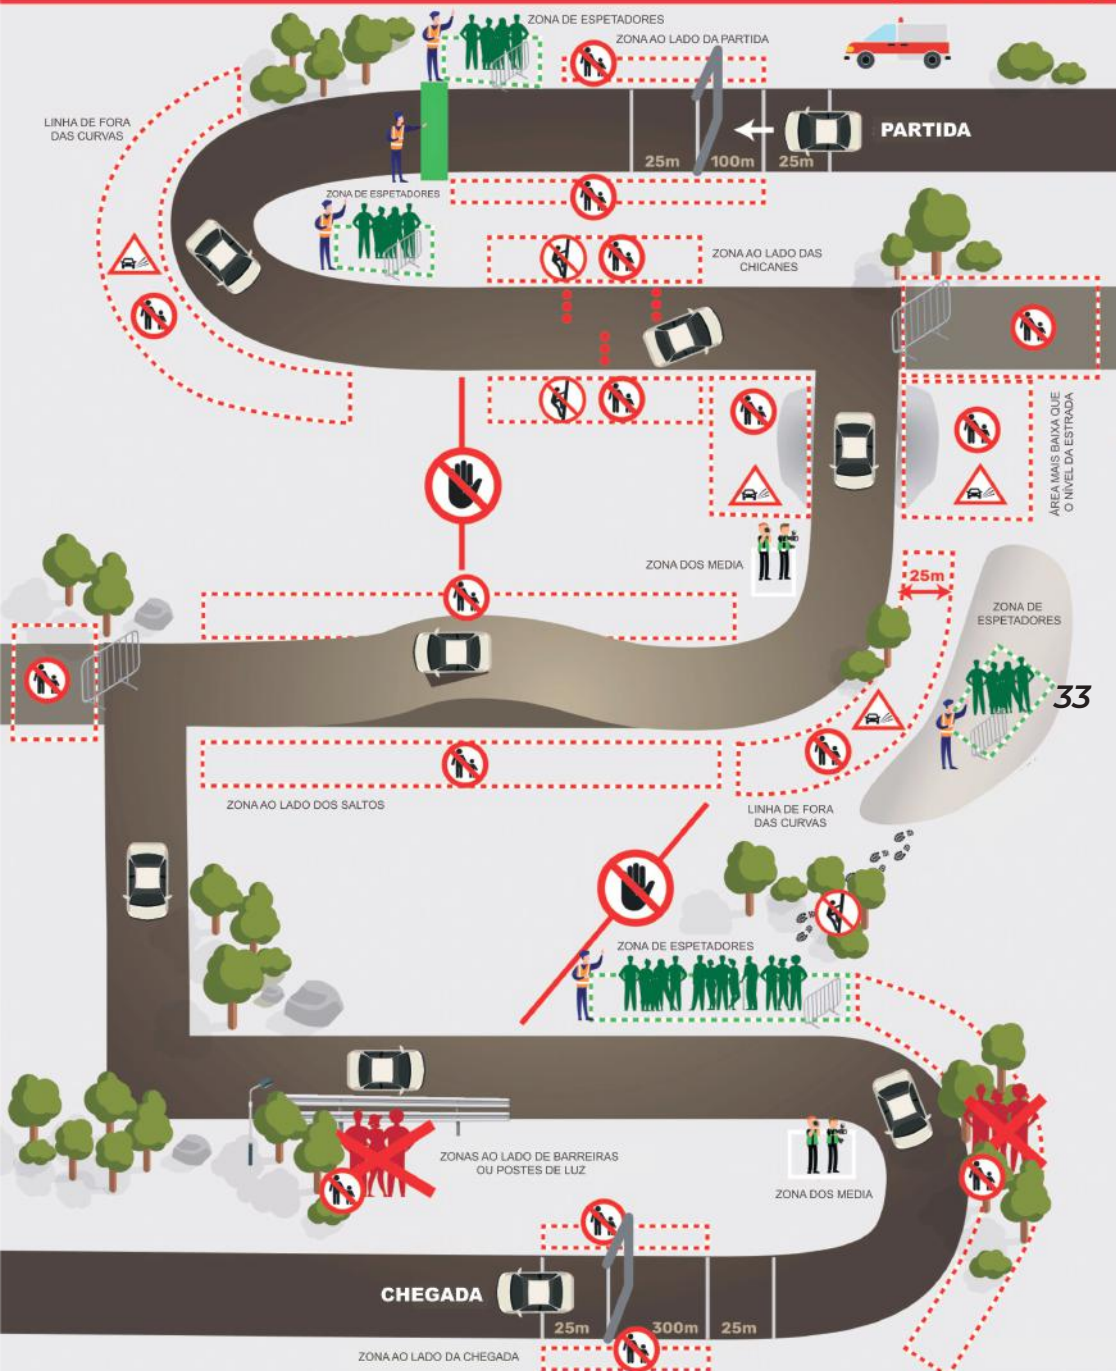 ZONA DE ESPETADORES
ZONA AO LADO DA PARTIDA
LINHA DE FORA
DAS CURVAS
PARTIDA
25m
100m
25m
ZONA DE ESPETADORES
ZONA AO LADO DAS
CHICANES
ÁREA MAIS BAIXA QUE
O NÍVEL DA ESTRADA
ZONA DOS MEDIA
25m
ZONA DE
ESPETADORES
33
ZONA AO LADO DOS SALTOS
LINHA DE FORA
DAS CURVAS
ZONA DE ESPETADORES
ZONAS AO LADO DE BARREIRAS
OU POSTES DE LUZ
ZONA DOS MEDIA
CHEGADA
25m
300m
25m
ZONA AO LADO DA CHEGADA